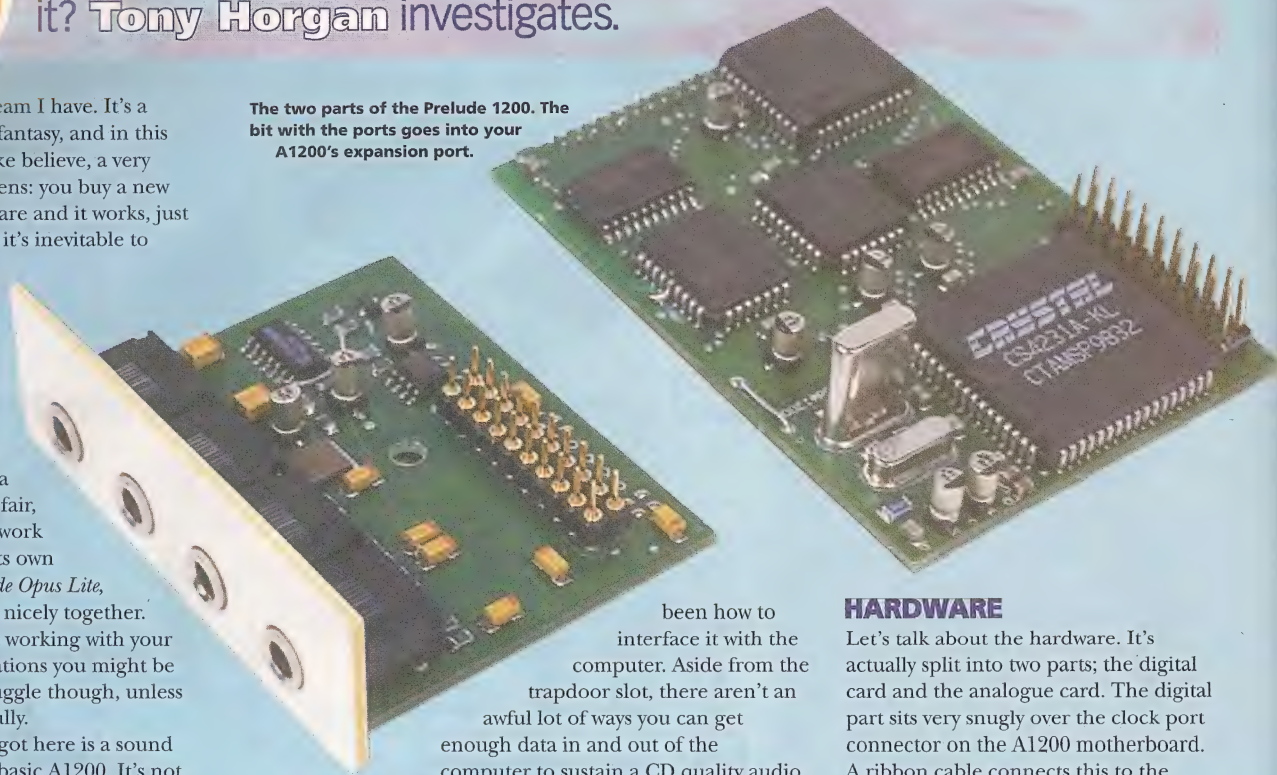 it? Tony Horgan investigates.
eam I have. It's a
fantasy, and in this
ke believe, a very
ens: you buy a new
are and it works, just
it's inevitable to
a
fair,
work
ts own
de Opus Lite,
nicely together.
working with your
ations you might be
uggle though, unless
ully.
got here is a sound
basic A1200. It's not
The two parts of the Prelude 1200. The
bit with the ports goes into your
A1200's expansion port.
CRYSTAL
CS4231A-KL
CTANSP9832
been how to
interface it with the
computer. Aside from the
trapdoor slot, there aren't an
awful lot of ways you can get
enough data in and out of the
computer to sustain a CD quality audio
HARDWARE
Let's talk about the hardware. It's
actually split into two parts; the digital
card and the analogue card. The digital
part sits very snugly over the clock port
connector on the A1200 motherboard.
A ribbon cable connects this to the